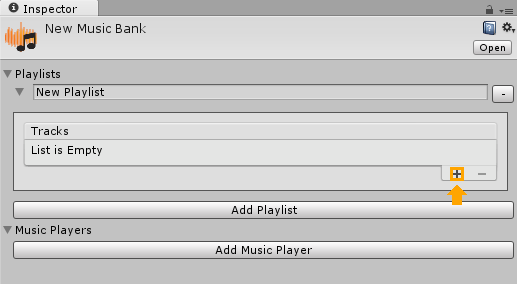 Inspector
New Music Bank
Open
Playlists
New Playlist
-
Tracks
List is Empty
+ -
Add Playlist
Music Players
Add Music Player